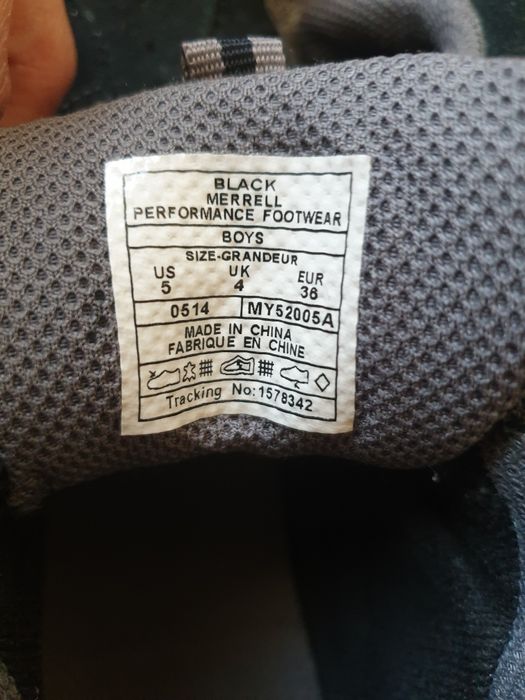 BLACK
MERRELL
PERFORMANCE FOOTWEAR
BOYS
SIZE-GRANDEUR
US UK EUR
5 4 36
0514 MY52005A
MADE IN CHINA
FABRIQUE EN CHINE
Tracking No:1578342